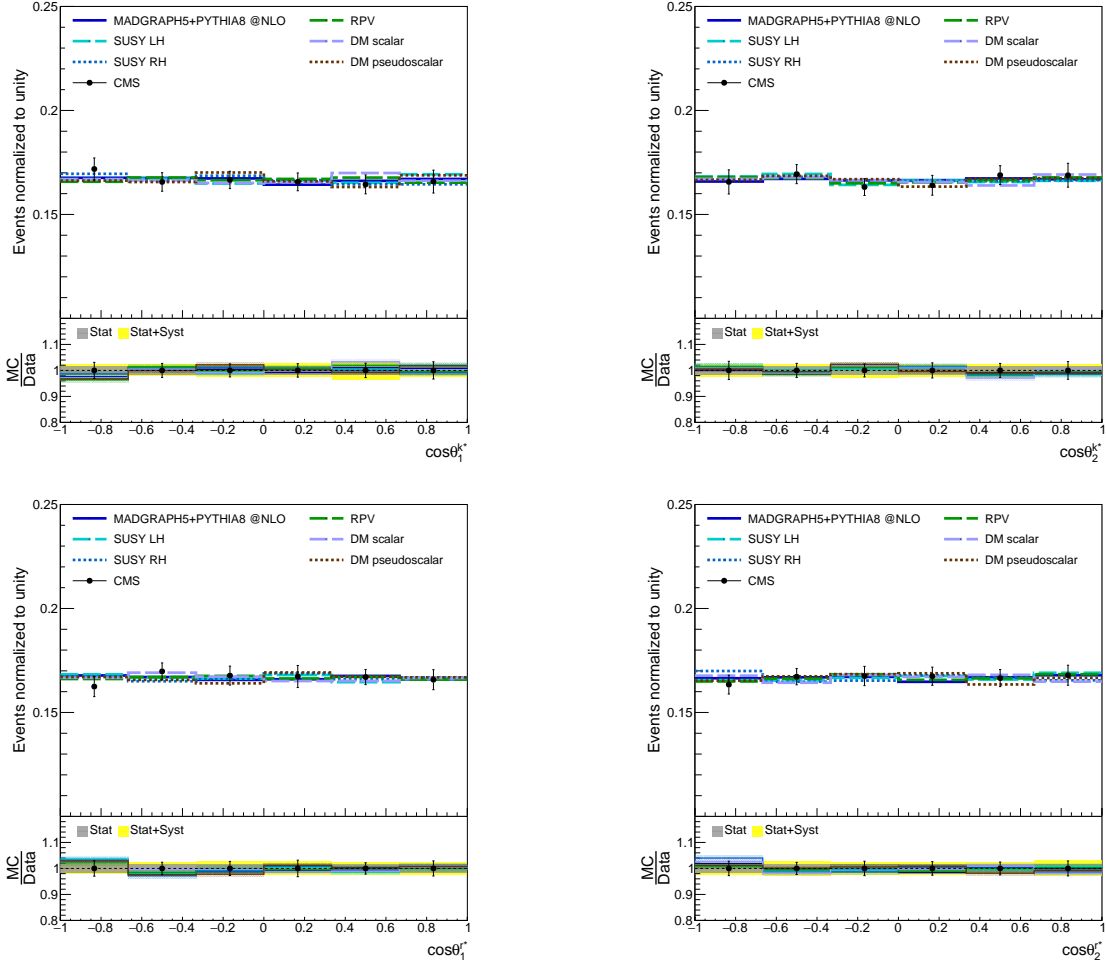 0.25
MADGRAPH5+PYTHIA8 @NLO RPV
SUSY LH DM scalar
SUSY RH DM pseudoscalar
CMS
0.2
0.15
Events normalized to unity
Stat Stat+Syst
1.1
1
0.9
0.8
MC
Data
−1 −0.8 −0.6 −0.4 −0.2 0 0.2 0.4 0.6 0.8 1
cosθ₁ᵏ*
0.25
MADGRAPH5+PYTHIA8 @NLO RPV
SUSY LH DM scalar
SUSY RH DM pseudoscalar
CMS
0.2
0.15
Events normalized to unity
Stat Stat+Syst
1.1
1
0.9
0.8
MC
Data
−1 −0.8 −0.6 −0.4 −0.2 0 0.2 0.4 0.6 0.8 1
cosθ₂ᵏ*
0.25
MADGRAPH5+PYTHIA8 @NLO RPV
SUSY LH DM scalar
SUSY RH DM pseudoscalar
CMS
0.2
0.15
Events normalized to unity
Stat Stat+Syst
1.1
1
0.9
0.8
MC
Data
−1 −0.8 −0.6 −0.4 −0.2 0 0.2 0.4 0.6 0.8 1
cosθ₁ʳ*
0.25
MADGRAPH5+PYTHIA8 @NLO RPV
SUSY LH DM scalar
SUSY RH DM pseudoscalar
CMS
0.2
0.15
Events normalized to unity
Stat Stat+Syst
1.1
1
0.9
0.8
MC
Data
−1 −0.8 −0.6 −0.4 −0.2 0 0.2 0.4 0.6 0.8 1
cosθ₂ʳ*